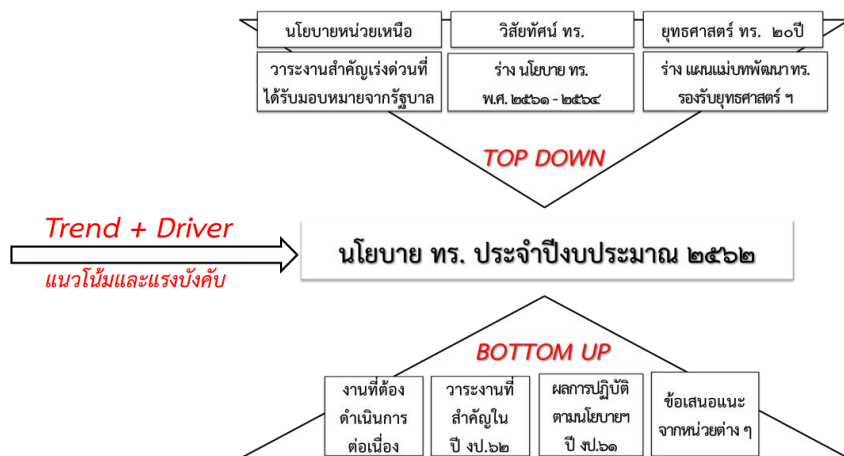 นโยบายหน่วยเหนือ
วิสัยทัศน์ ทร.
ยุทธศาสตร์ ทร. ๒๐ปี
วาระงานสำคัญเร่งด่วนที่
ได้รับมอบหมายจากรัฐบาล
ร่าง นโยบาย ทร.
พ.ศ. ๒๕๖๑ - ๒๕๖๔
ร่าง แผนแม่บทพัฒนา ทร.
รองรับยุทธศาสตร์ ฯ
TOP DOWN
Trend + Driver
แนวโน้มและแรงบังคับ
นโยบาย ทร. ประจำปีงบประมาณ ๒๕๖๒
BOTTOM UP
งานที่ต้อง
ดำเนินการ
ต่อเนื่อง
วาระงานที่
สำคัญใน
ปี งป.๖๒
ผลการปฏิบัติ
ตามนโยบายฯ
ปี งป.๖๑
ข้อเสนอแนะ
จากหน่วยต่าง ๆ